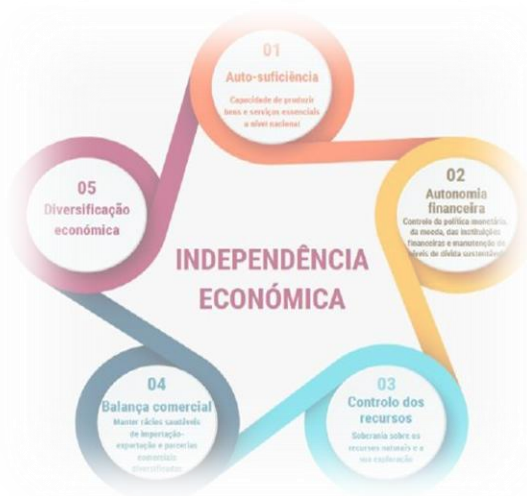 01
Auto-suficiência
Capacidade de produzir
bens e serviços essenciais
a nível nacional
02
Autonomia
financeira
Controlo da política monetária,
da moeda, das instituições
financeiras e manutenção de
níveis de dívida sustentáveis
05
Diversificação
económica
INDEPENDÊNCIA
ECONÓMICA
04
Balança comercial
Manter rácios saudáveis
de importação-
exportação e parcerias
comerciais
diversificadas
03
Controlo dos
recursos
Soberania sobre os
recursos naturais e a
sua exploração